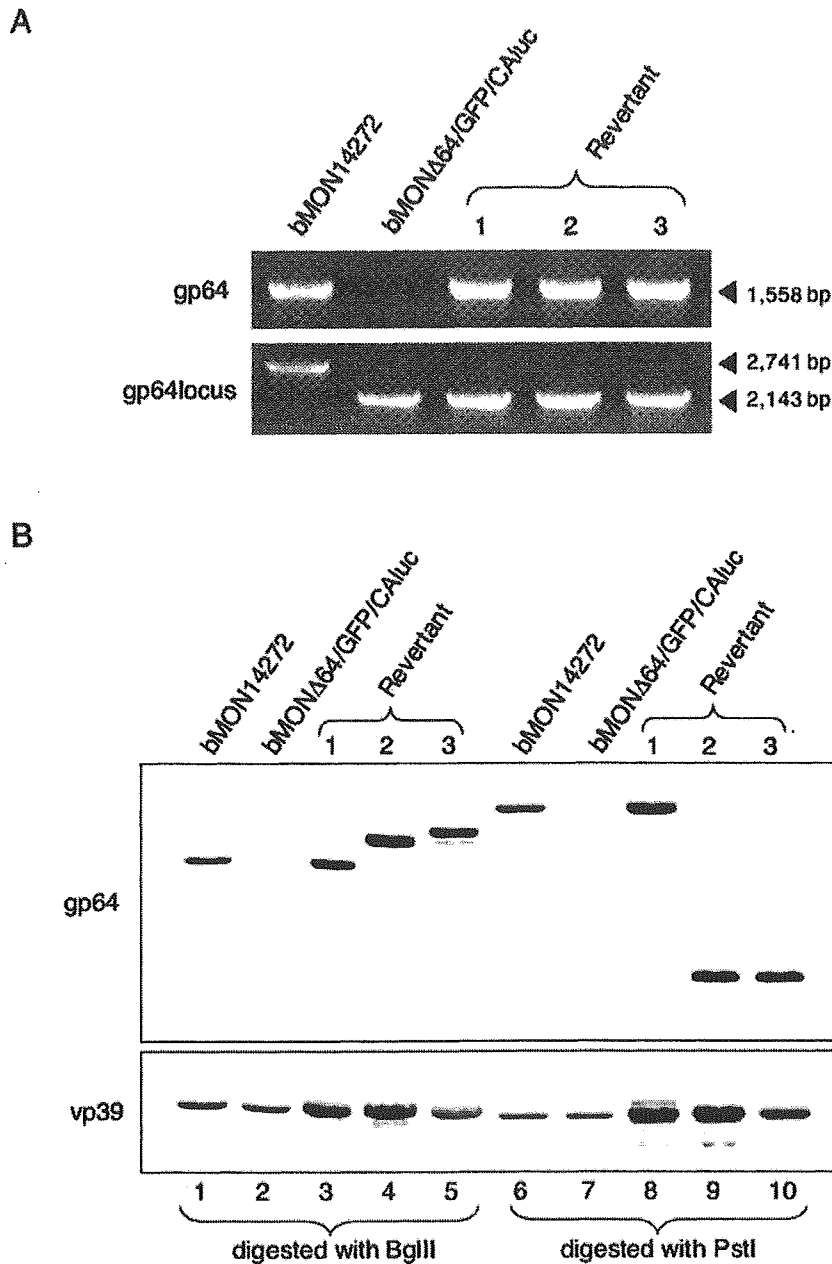 A
bMON14272
bMONΔ64/GFP/CAluc
Revertant
1 2 3
gp64
1,558 bp
gp64locus
2,741 bp
2,143 bp
B
bMON14272
bMONΔ64/GFP/CAluc
Revertant
1 2 3
bMON14272
bMONΔ64/GFP/CAluc
Revertant
1 2 3
gp64
vp39
1 2 3 4 5 6 7 8 9 10
digested with BglII
digested with PstI